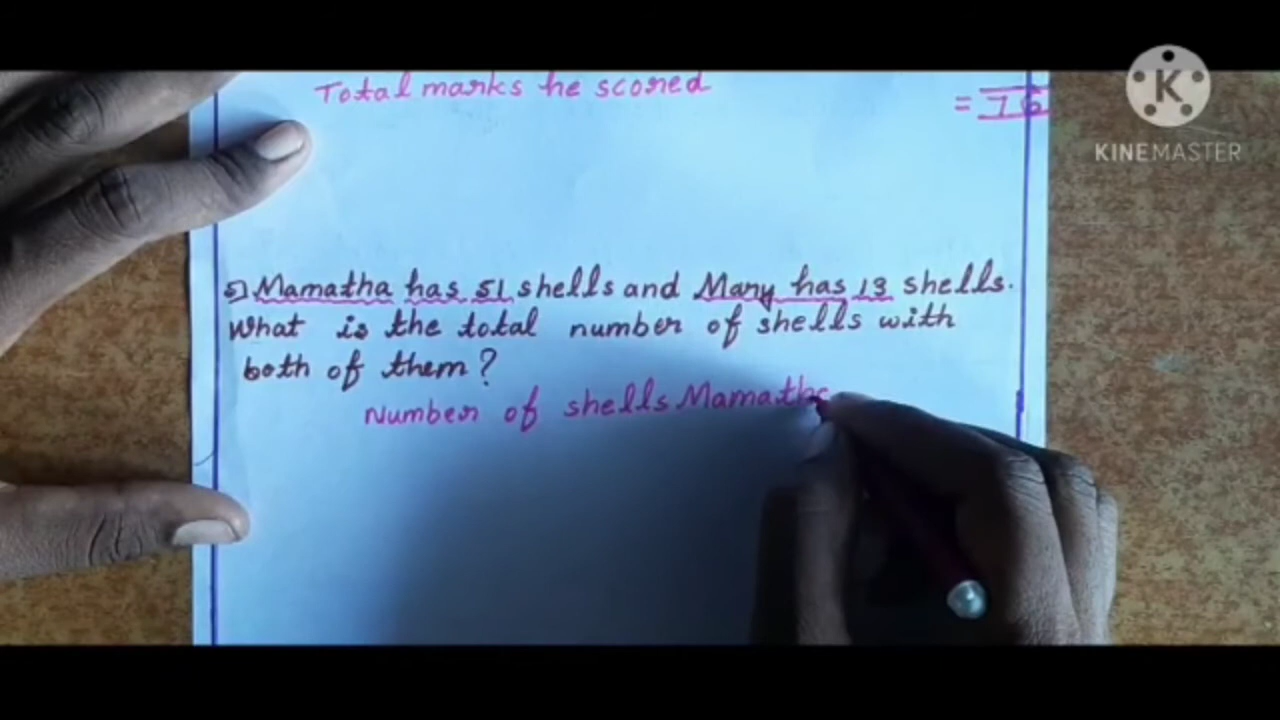 Total marks he scored = 76
KINEMASTER
5) Mamatha has 51 shells and Mary has 13 shells.
What is the total number of shells with
both of them?
Number of shells Mamatha